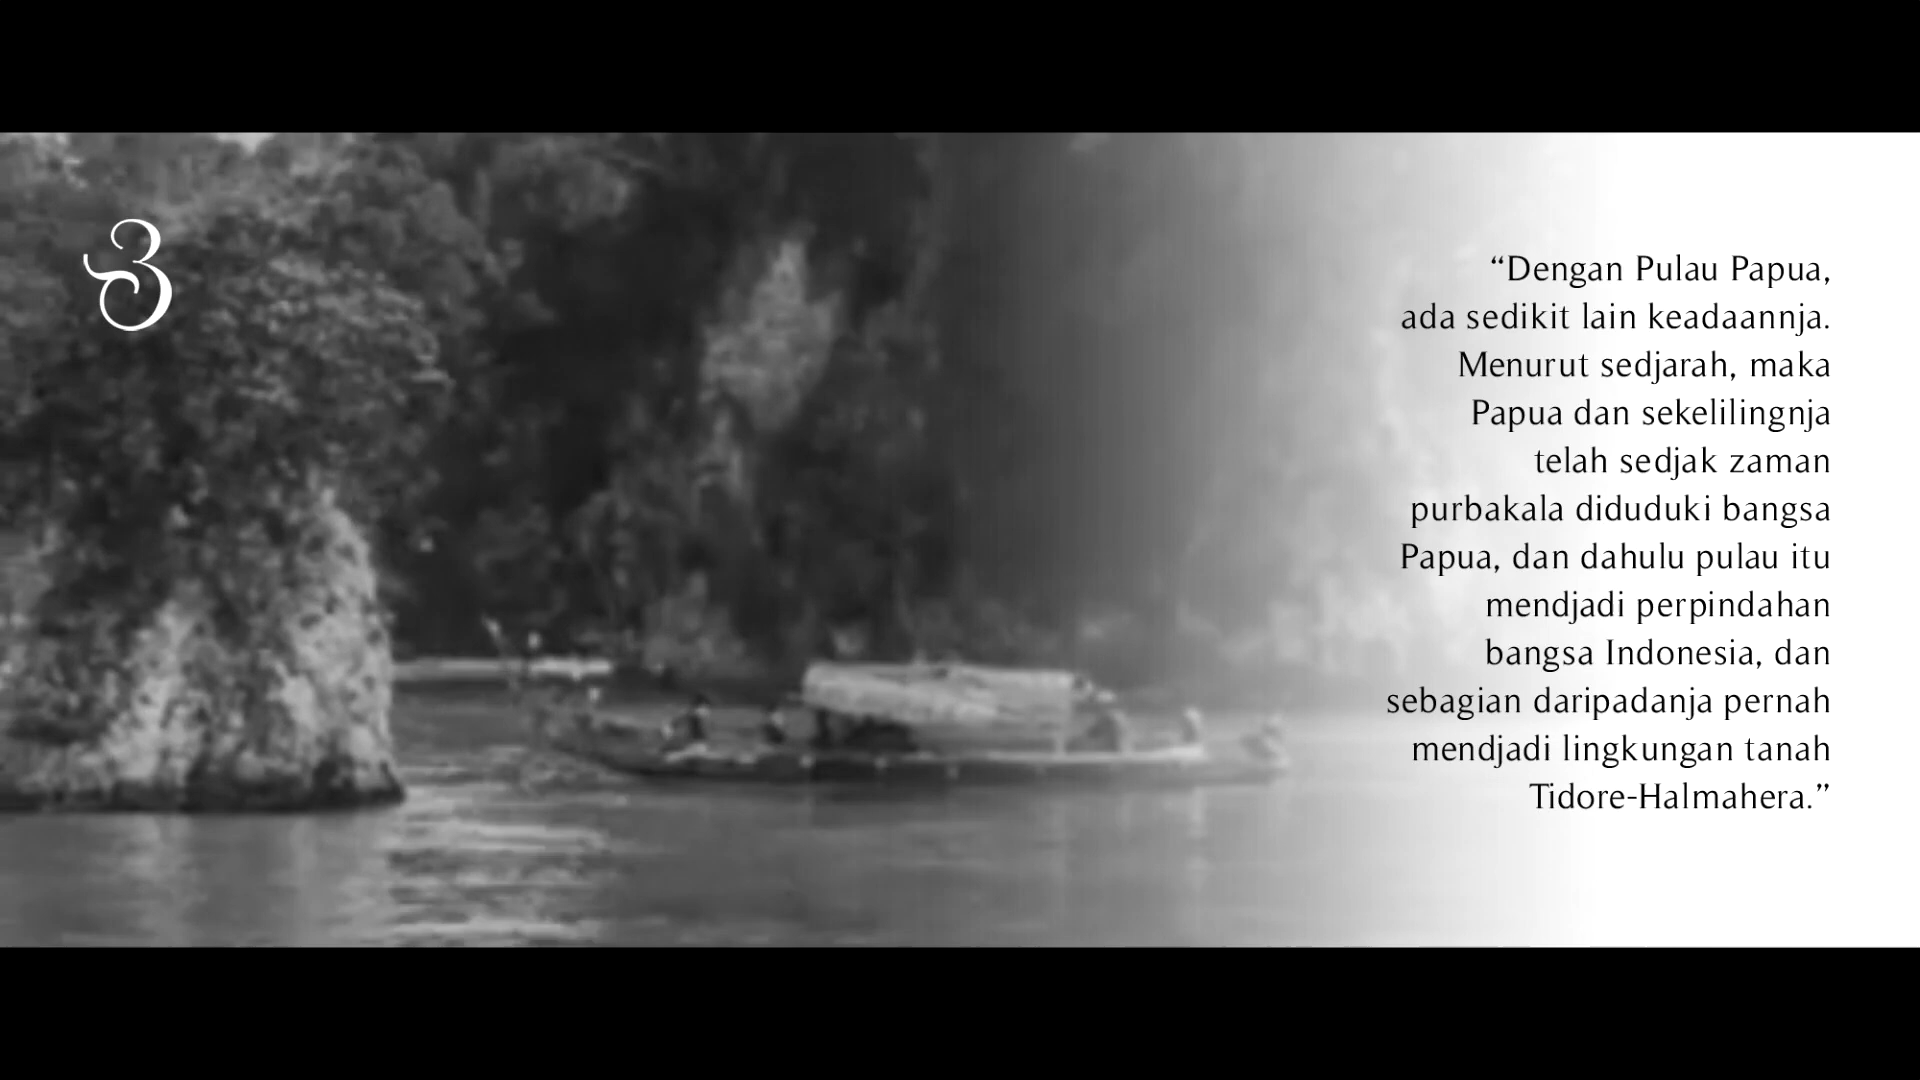 “Dengan Pulau Papua,
ada sedikit lain keadaannja.
Menurut sedjarah, maka
Papua dan sekelilingnja
telah sedjak zaman
purbakala diduduki bangsa
Papua, dan dahulu pulau itu
mendjadi perpindahan
bangsa Indonesia, dan
sebagian daripadanja pernah
mendjadi lingkungan tanah
Tidore-Halmahera.”